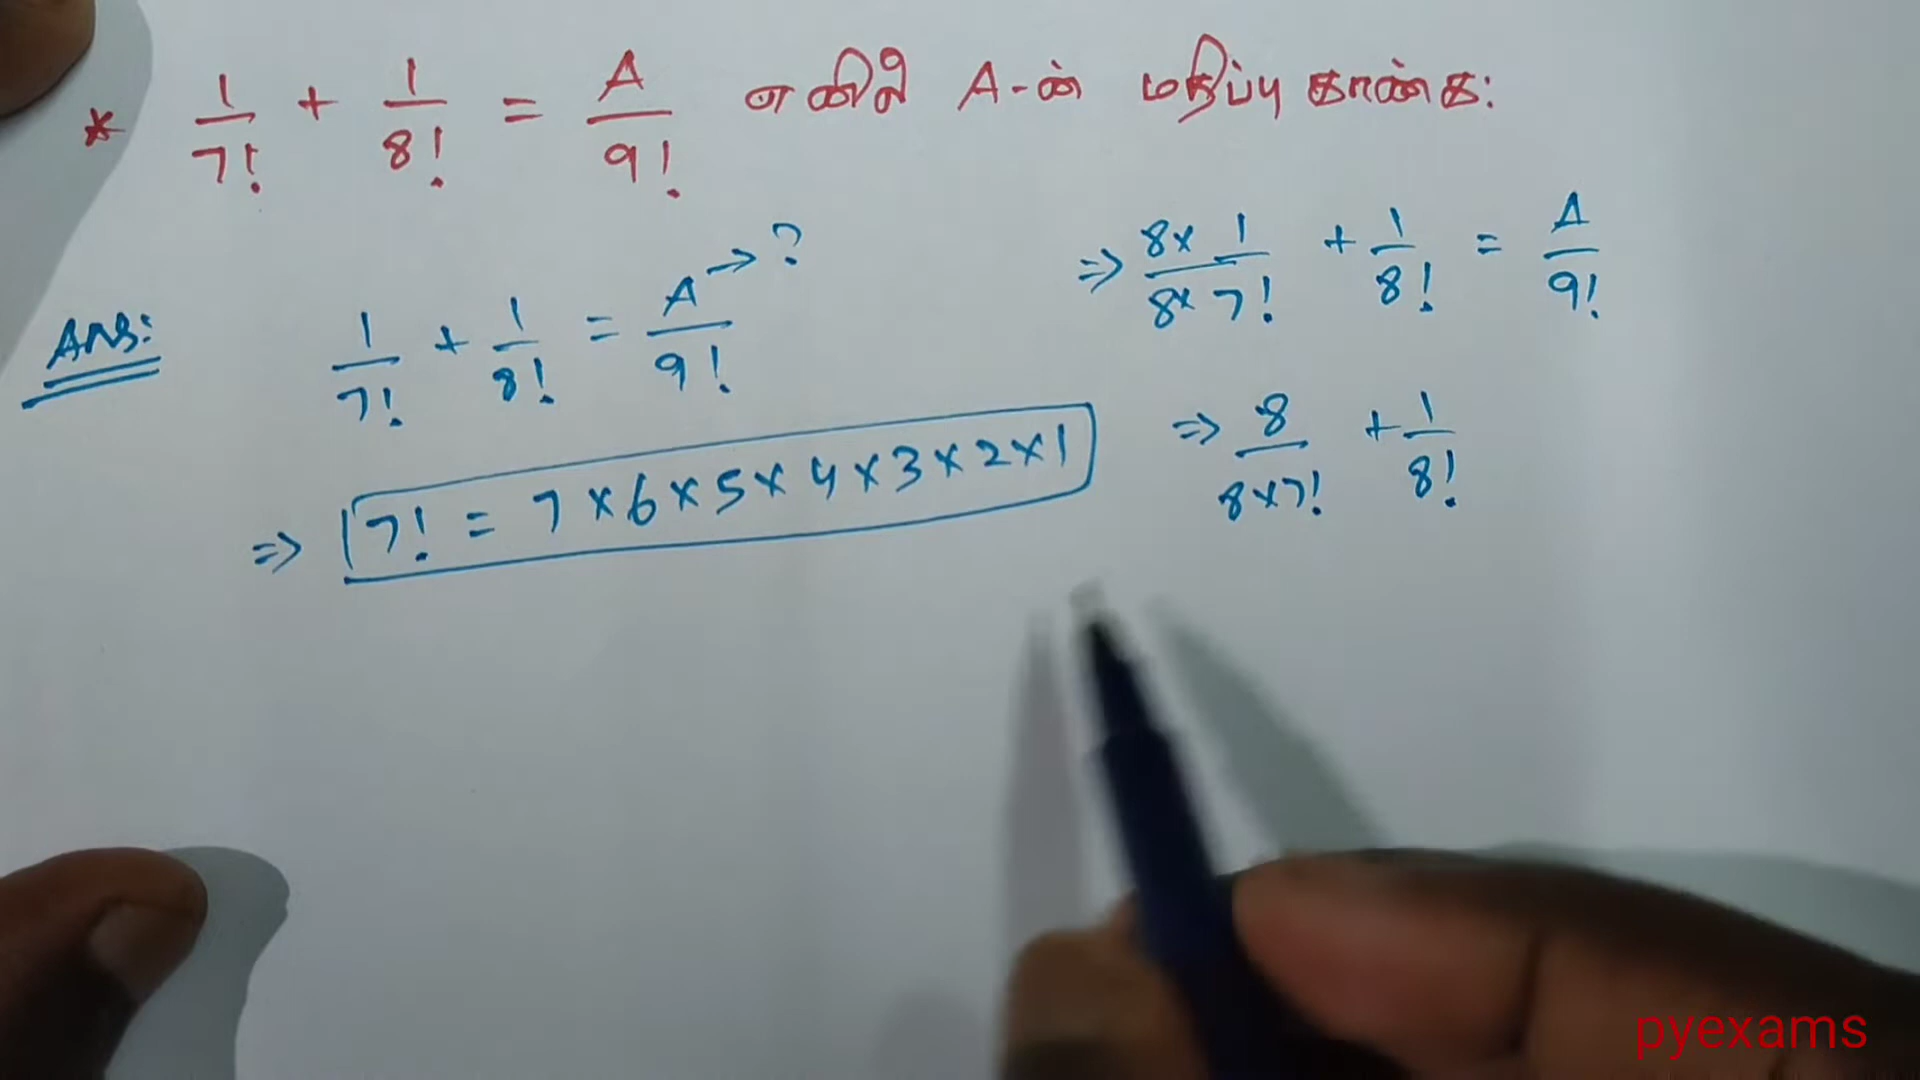 * 1/7! + 1/8! = A/9! எனில் A-ன் மதிப்பு காண்க:
Ans:
1/7! + 1/8! = A/9! → ?
⇒ 7! = 7×6×5×4×3×2×1
⇒ 8×1/8×7! + 1/8! = A/9!
⇒ 8/8×7! + 1/8!
pyexams